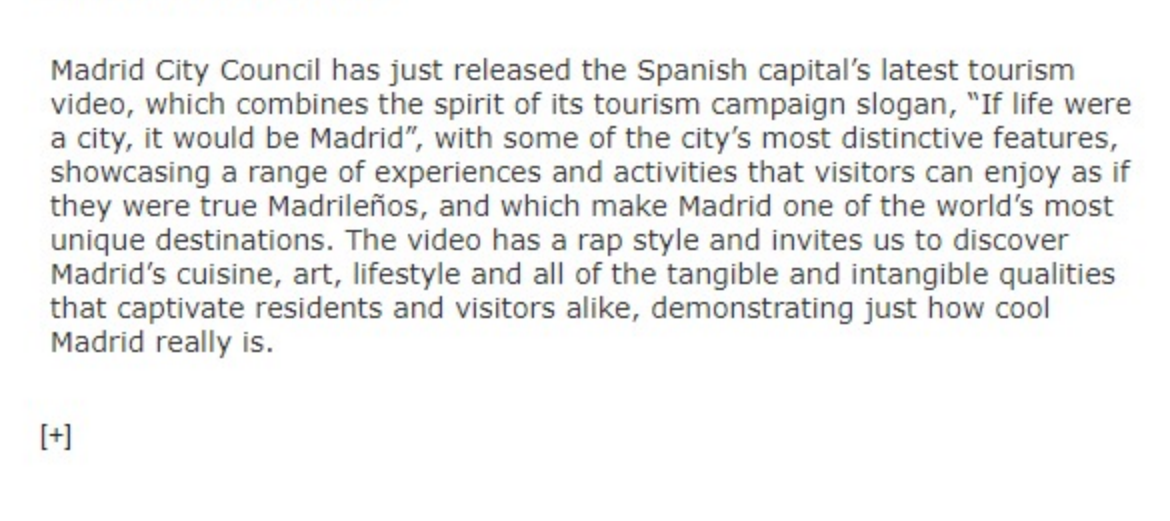 Madrid City Council has just released the Spanish capital’s latest tourism
video, which combines the spirit of its tourism campaign slogan, “If life were
a city, it would be Madrid”, with some of the city’s most distinctive features,
showcasing a range of experiences and activities that visitors can enjoy as if
they were true Madrileños, and which make Madrid one of the world’s most
unique destinations. The video has a rap style and invites us to discover
Madrid’s cuisine, art, lifestyle and all of the tangible and intangible qualities
that captivate residents and visitors alike, demonstrating just how cool
Madrid really is.
[+]